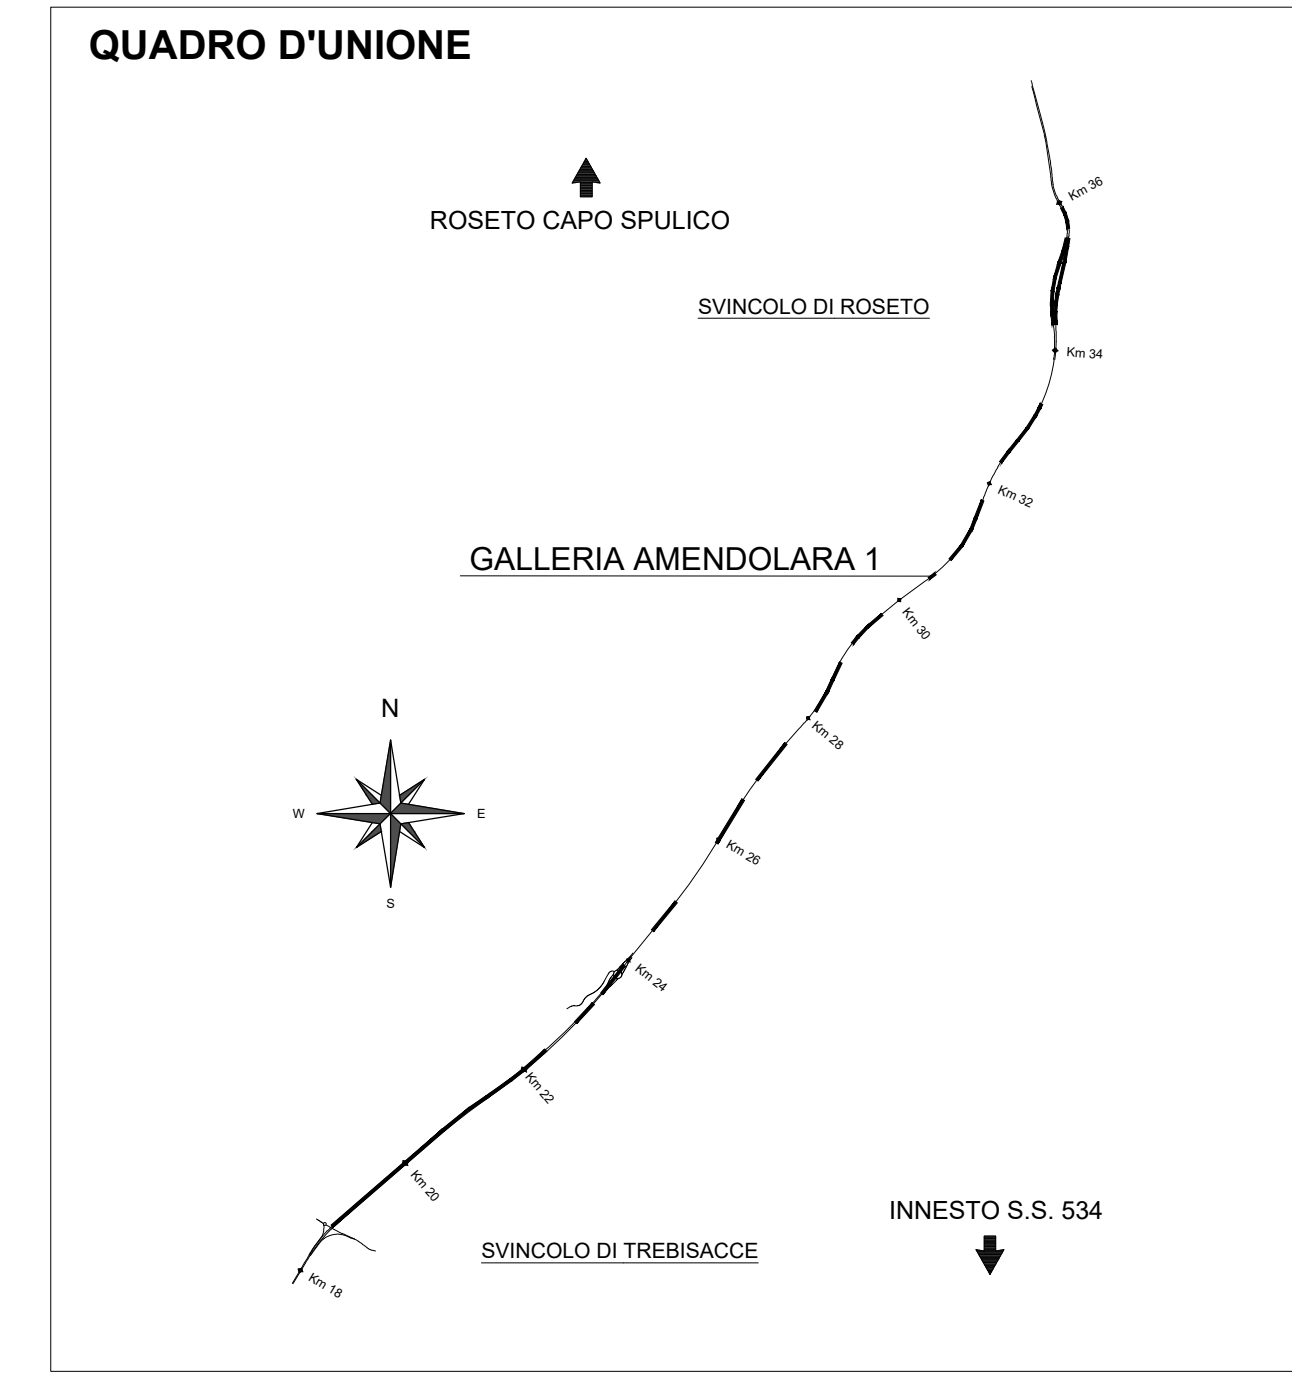 QUADRO D'UNIONE
Km 36
ROSETO CAPO SPULICO
SVINCOLO DI ROSETO
Km 34
Km 32
GALLERIA AMENDOLARA 1
Km 30
N
Km 28
W
E
Km 26
S
Km 24
Km 22
Km 20
INNESTO S.S. 534
SVINCOLO DI TREBISACCE
Km 18